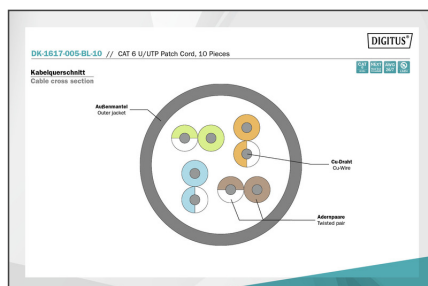 DIGITUS®
DK-1617-005-BL-10 // CAT 6 U/UTP Patch Cord, 10 Pieces
Kabelquerschnitt
Cable cross section
Außenmantel
Outer jacket
Cu-Draht
Cu-Wire
Adernpaare
Twisted pair